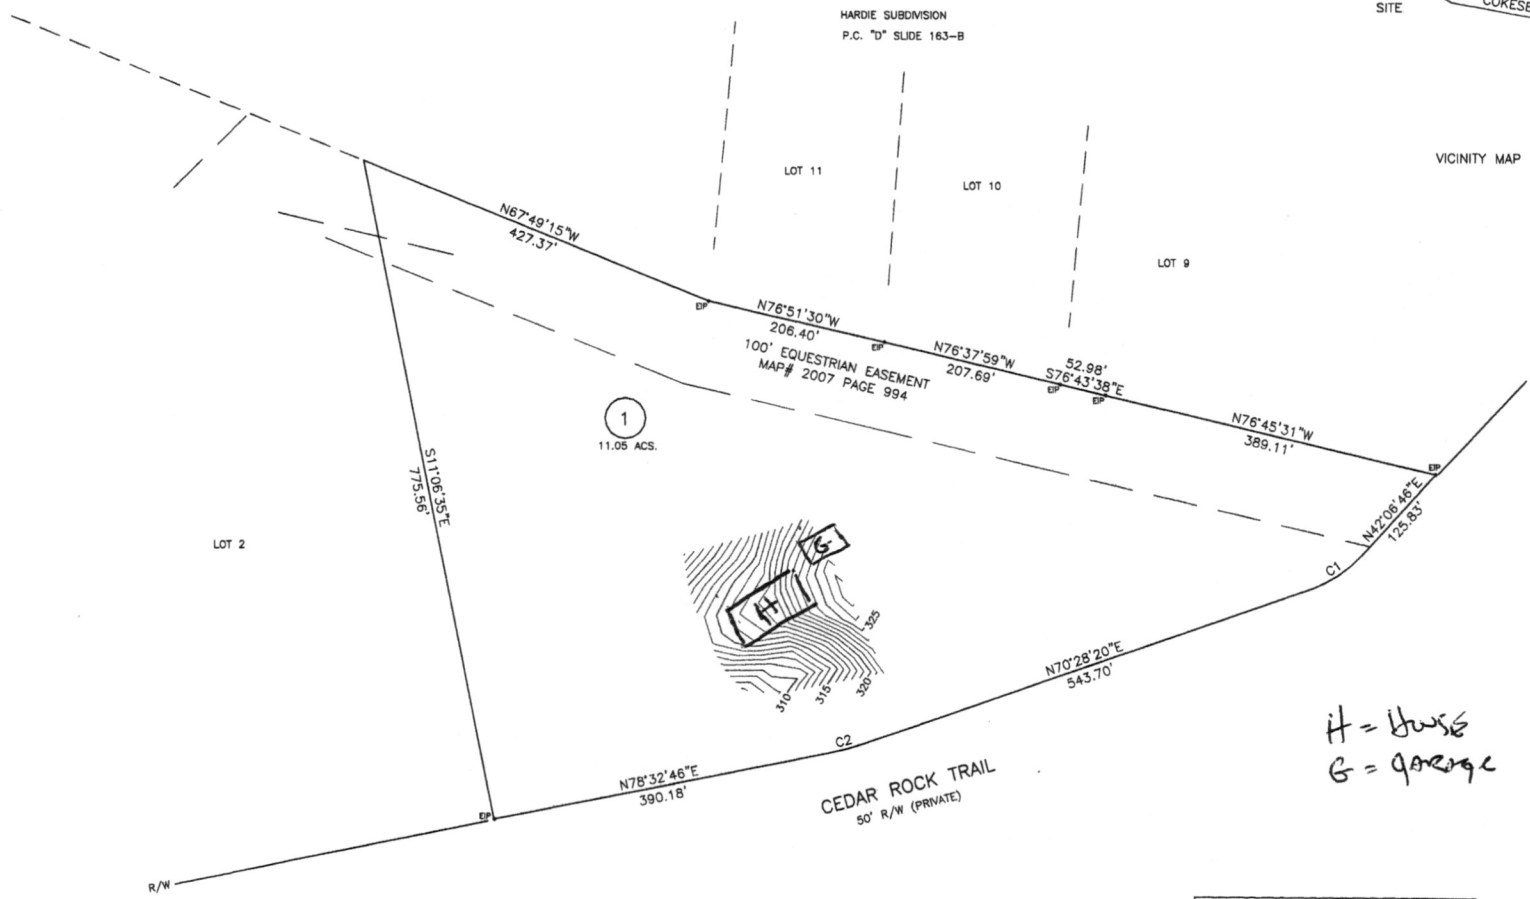 HARDIE SUBDIVISION
P.C. "D" SLIDE 163-B
SITE
VICINITY MAP
LOT 11
LOT 10
LOT 9
N67°49'15"W
427.37'
EIP
N76°51'30"W
206.40'
EIP
N76°37'59"W
207.69'
52.98'
S76°43'38"E
EIP
EIP
N76°45'31"W
389.11'
EIP
100' EQUESTRIAN EASEMENT
MAP# 2007 PAGE 994
1
11.05 ACS.
S11°06'35"E
775.56'
N42°06'46"E
125.83'
LOT 2
G
H
C1
325
320
315
310
N70°28'20"E
543.70'
C2
N78°32'46"E
390.18'
EIP
CEDAR ROCK TRAIL
50' R/W (PRIVATE)
R/W
H = House
G = garage